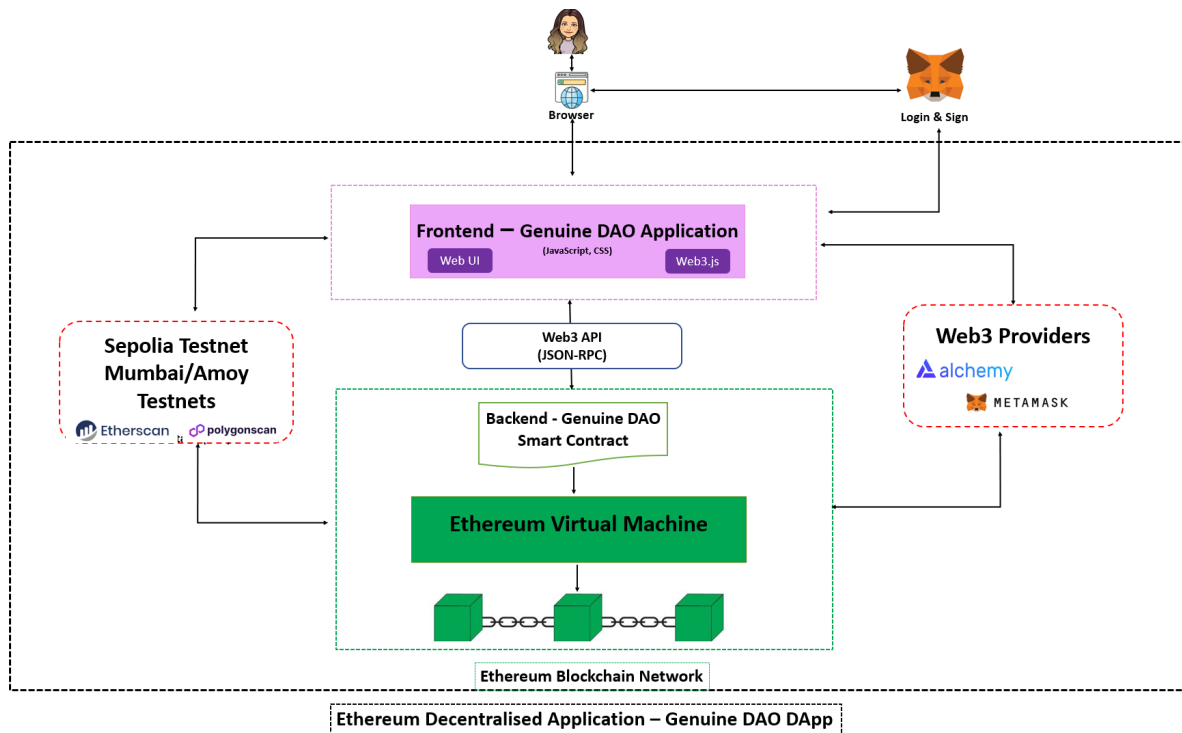 Browser
Login & Sign
Frontend – Genuine DAO Application
(JavaScript, CSS)
Web UI
Web3.js
Web3 API
(JSON-RPC)
Sepolia Testnet
Mumbai/Amoy
Testnets
Etherscan
polygonscan
Web3 Providers
alchemy
METAMASK
Backend - Genuine DAO
Smart Contract
Ethereum Virtual Machine
Ethereum Blockchain Network
Ethereum Decentralised Application – Genuine DAO DApp